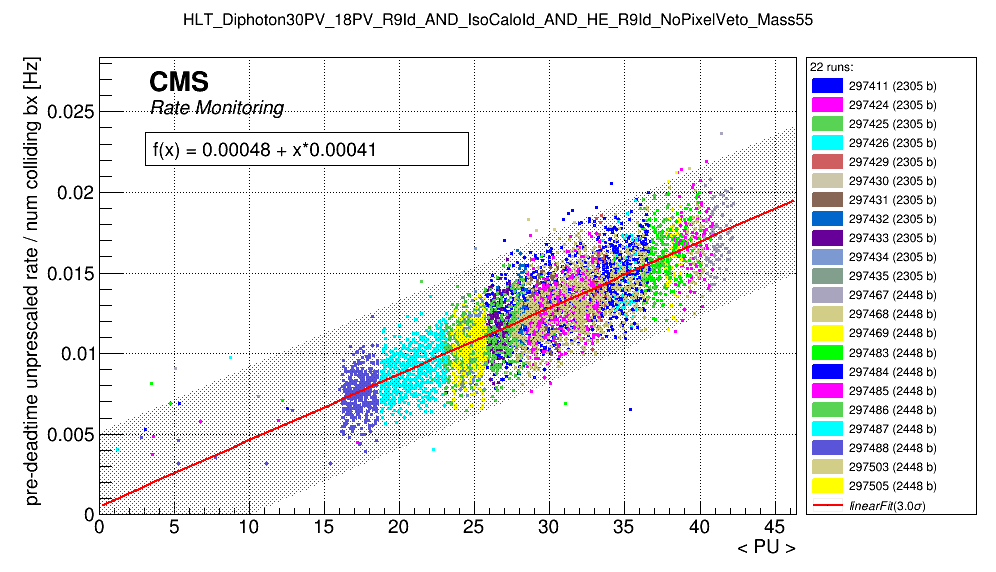 HLT_Diphoton30PV_18PV_R9Id_AND_IsoCaloId_AND_HE_R9Id_NoPixelVeto_Mass55
pre-deadtime unprescaled rate / num colliding bx [Hz]
CMS
Rate Monitoring
f(x) = 0.00048 + x*0.00041
0.025
0.02
0.015
0.01
0.005
0
0 5 10 15 20 25 30 35 40 45
< PU >
22 runs:
297411 (2305 b)
297424 (2305 b)
297425 (2305 b)
297426 (2305 b)
297429 (2305 b)
297430 (2305 b)
297431 (2305 b)
297432 (2305 b)
297433 (2305 b)
297434 (2305 b)
297435 (2305 b)
297467 (2448 b)
297468 (2448 b)
297469 (2448 b)
297483 (2448 b)
297484 (2448 b)
297485 (2448 b)
297486 (2448 b)
297487 (2448 b)
297488 (2448 b)
297503 (2448 b)
297505 (2448 b)
linearFit(3.0σ)